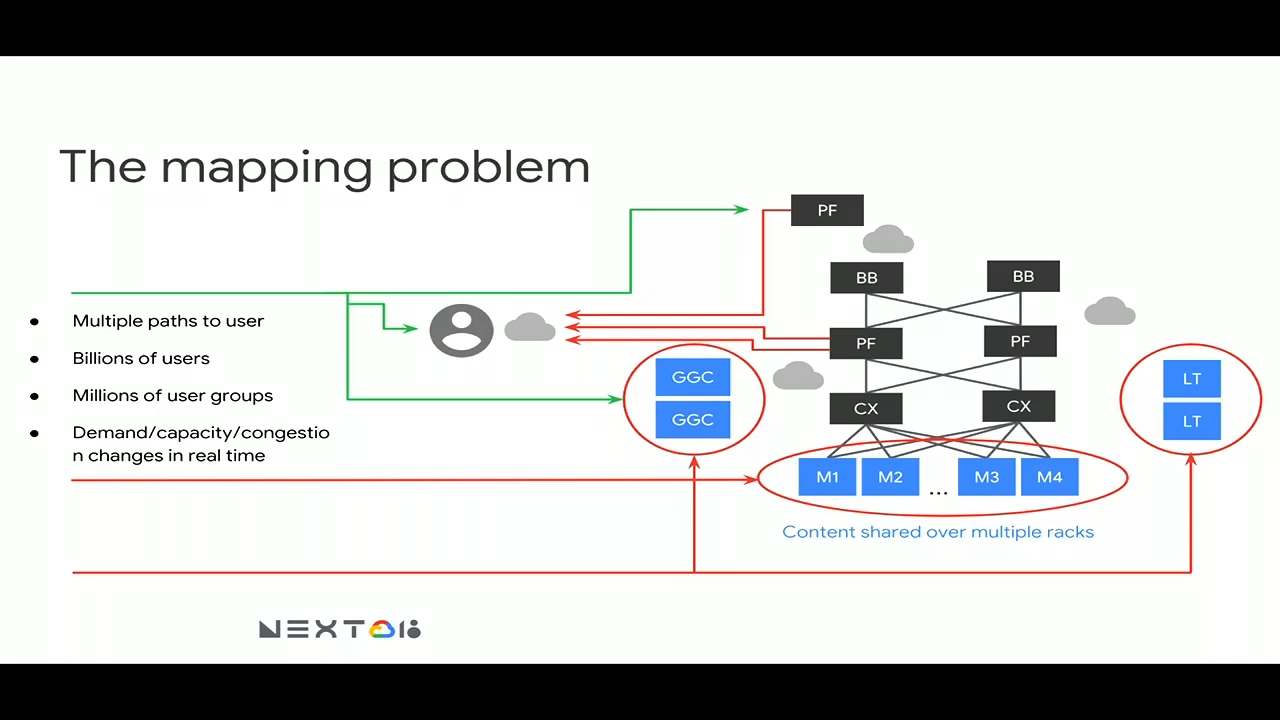 The mapping problem
PF
BB
BB
● Multiple paths to user
● Billions of users
● Millions of user groups
● Demand/capacity/congestio
n changes in real time
PF
PF
GGC
GGC
CX
CX
LT
LT
M1
M2
...
M3
M4
Content shared over multiple racks
NEXT 18